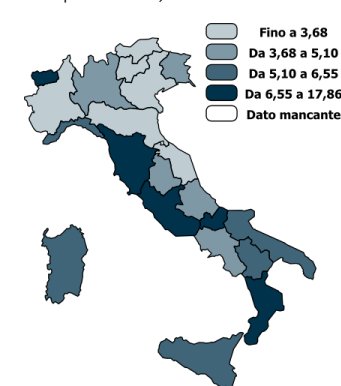 Fino a 3,68
Da 3,68 a 5,10
Da 5,10 a 6,55
Da 6,55 a 17,86
Dato mancante